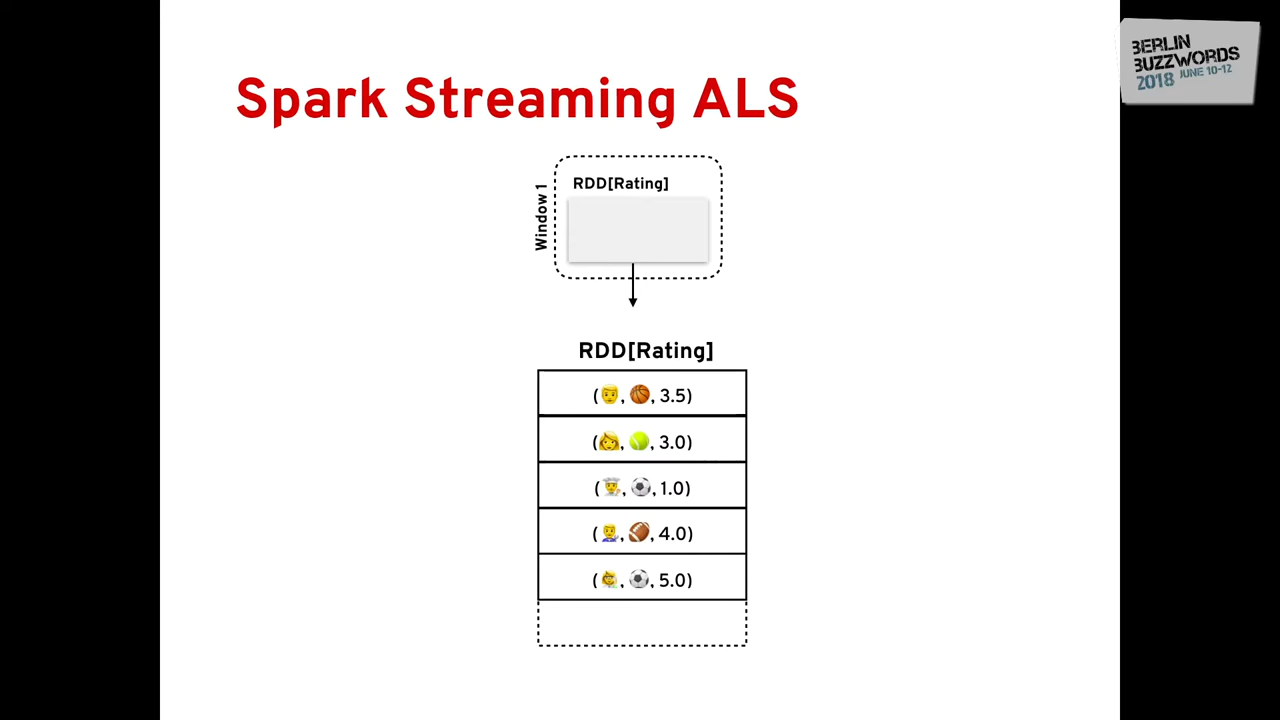 Spark Streaming ALS
BERLIN
BUZZWORDS
2018 JUNE 10-12
Window 1
RDD[Rating]
RDD[Rating]
(👨, 🏀, 3.5)
(👩, 🎾, 3.0)
(👨‍🍳, ⚽, 1.0)
(👨‍🎤, 🏈, 4.0)
(👩‍🚀, ⚽, 5.0)